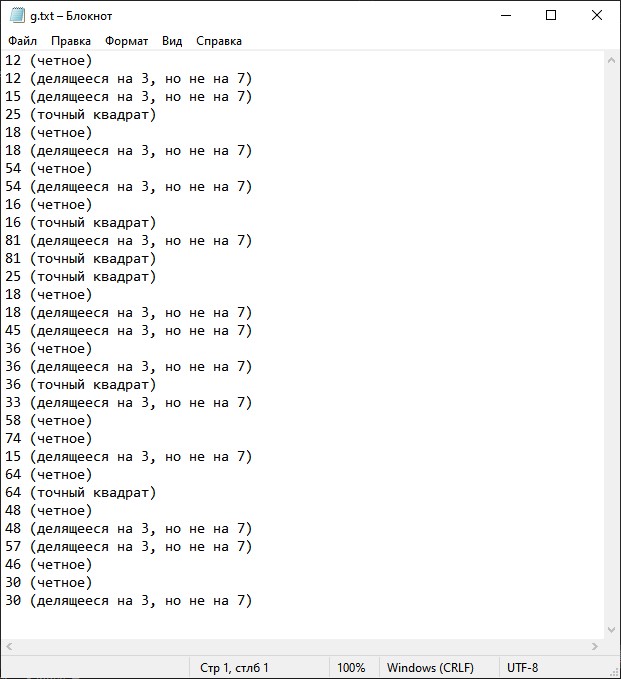 g.txt – Блокнот
Файл Правка Формат Вид Справка
12 (четное)
12 (делящееся на 3, но не на 7)
15 (делящееся на 3, но не на 7)
25 (точный квадрат)
18 (четное)
18 (делящееся на 3, но не на 7)
54 (четное)
54 (делящееся на 3, но не на 7)
16 (четное)
16 (точный квадрат)
81 (делящееся на 3, но не на 7)
81 (точный квадрат)
25 (точный квадрат)
18 (четное)
18 (делящееся на 3, но не на 7)
45 (делящееся на 3, но не на 7)
36 (четное)
36 (делящееся на 3, но не на 7)
36 (точный квадрат)
33 (делящееся на 3, но не на 7)
58 (четное)
74 (четное)
15 (делящееся на 3, но не на 7)
64 (четное)
64 (точный квадрат)
48 (четное)
48 (делящееся на 3, но не на 7)
57 (делящееся на 3, но не на 7)
46 (четное)
30 (четное)
30 (делящееся на 3, но не на 7)
Стр 1, стлб 1 100% Windows (CRLF) UTF-8